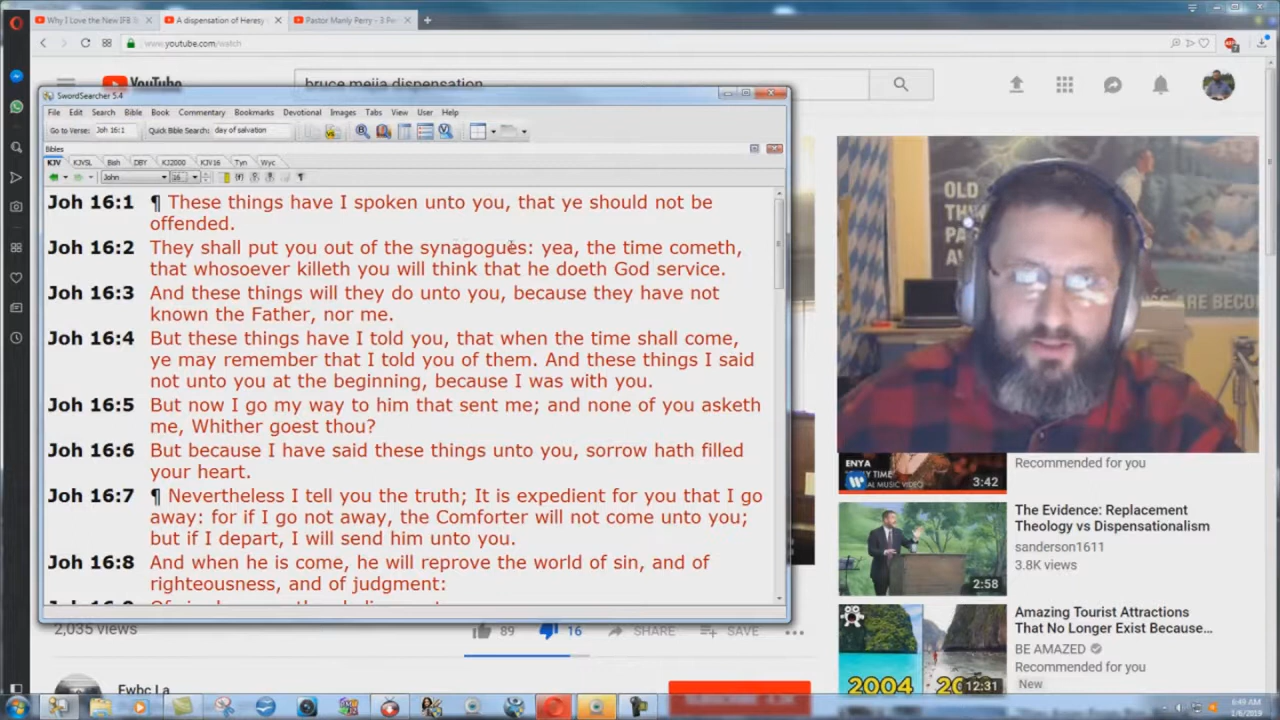 Why I Love the New IFB
A dispensation of Heresy
Pastor Manly Perry - 3
www.youtube.com/watch
YouTube
bruce mejia dispensation
SwordSearcher 5.4
File Edit Search Bible Book Commentary Bookmarks Devotional Images Tabs View User Help
Go to Verse: Joh 16:1 Quick Bible Search: day of salvation
Bibles
KJV KJVSL Bish DBY KJ2000 KJV16 Tyn Wyc
John 16
Joh 16:1 ¶ These things have I spoken unto you, that ye should not be
offended.
Joh 16:2 They shall put you out of the synagogues: yea, the time cometh,
that whosoever killeth you will think that he doeth God service.
Joh 16:3 And these things will they do unto you, because they have not
known the Father, nor me.
Joh 16:4 But these things have I told you, that when the time shall come,
ye may remember that I told you of them. And these things I said
not unto you at the beginning, because I was with you.
Joh 16:5 But now I go my way to him that sent me; and none of you asketh
me, Whither goest thou?
Joh 16:6 But because I have said these things unto you, sorrow hath filled
your heart.
Joh 16:7 ¶ Nevertheless I tell you the truth; It is expedient for you that I go
away: for if I go not away, the Comforter will not come unto you;
but if I depart, I will send him unto you.
Joh 16:8 And when he is come, he will reprove the world of sin, and of
righteousness, and of judgment:
2,035 views
89 16 SHARE SAVE
Ewbc La
OLD
ARE BECO
ENYA
3:42
Recommended for you
The Evidence: Replacement
Theology vs Dispensationalism
sanderson1611
3.8K views
2:58
Amazing Tourist Attractions
That No Longer Exist Because...
BE AMAZED
Recommended for you
New
2004
12:31
6:49 AM
1/6/2019